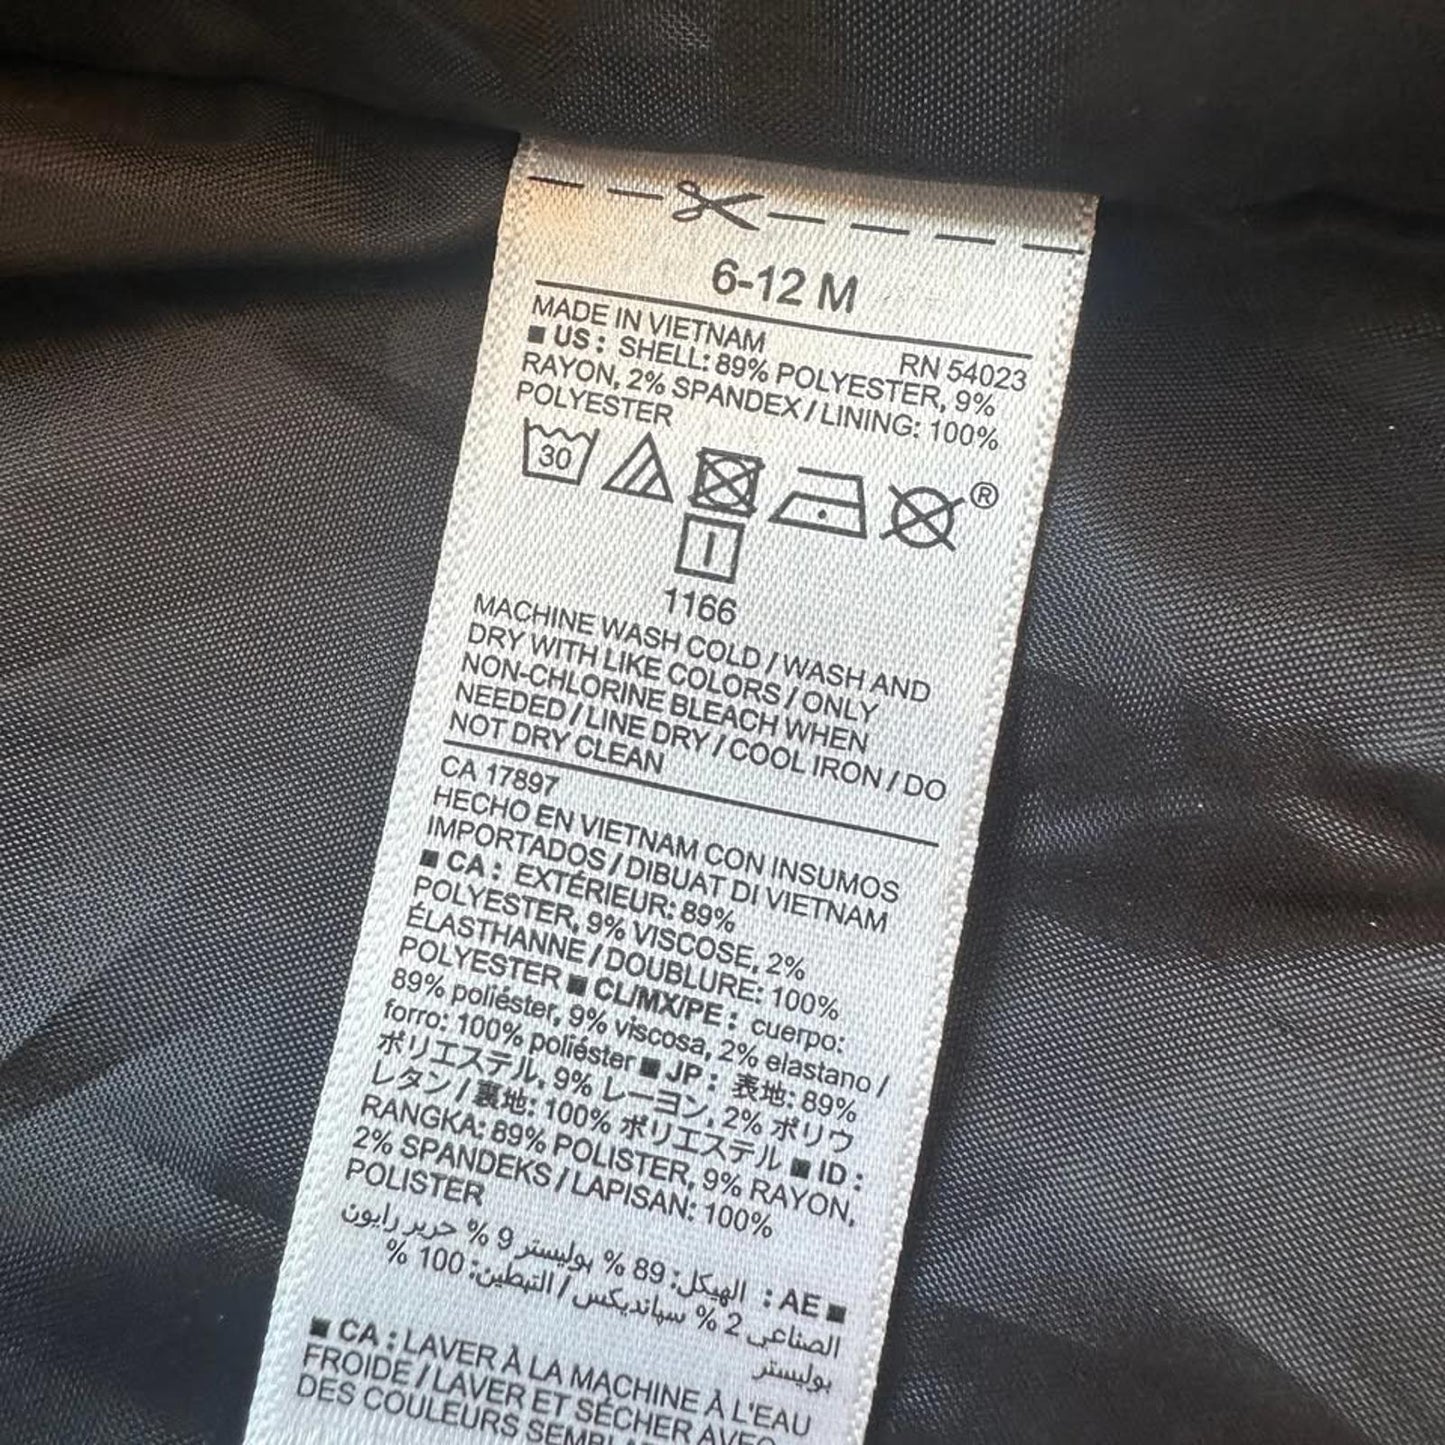 6-12 M
MADE IN VIETNAM
RN 54023
■ US : SHELL: 89% POLYESTER, 9%
RAYON, 2% SPANDEX / LINING: 100%
POLYESTER
30
®
1166
MACHINE WASH COLD / WASH AND
DRY WITH LIKE COLORS / ONLY
NON-CHLORINE BLEACH WHEN
NEEDED / LINE DRY / COOL IRON / DO
NOT DRY CLEAN
CA 17897
HECHO EN VIETNAM CON INSUMOS
IMPORTADOS / DIBUAT DI VIETNAM
■ CA : EXTÉRIEUR: 89%
POLYESTER, 9% VISCOSE, 2%
ÉLASTHANNE / DOUBLURE: 100%
POLYESTER ■ CL/MX/PE : cuerpo:
89% poliéster, 9% viscosa, 2% elastano /
forro: 100% poliéster ■ JP : 表地: 89%
ポリエステル, 9% レーヨン, 2% ポリウ
レタン / 裏地: 100% ポリエステル ■ ID :
RANGKA: 89% POLISTER, 9% RAYON,
2% SPANDEKS / LAPISAN: 100%
POLISTER
■ AE : الهيكل: 89 % بوليستر 9 % حرير رايون
الصناعي 2 % سبانديكس / التبطين: 100 %
بوليستر
■ CA : LAVER À LA MACHINE À L'EAU
FROIDE / LAVER ET SÉCHER AVEC
DES COULEURS